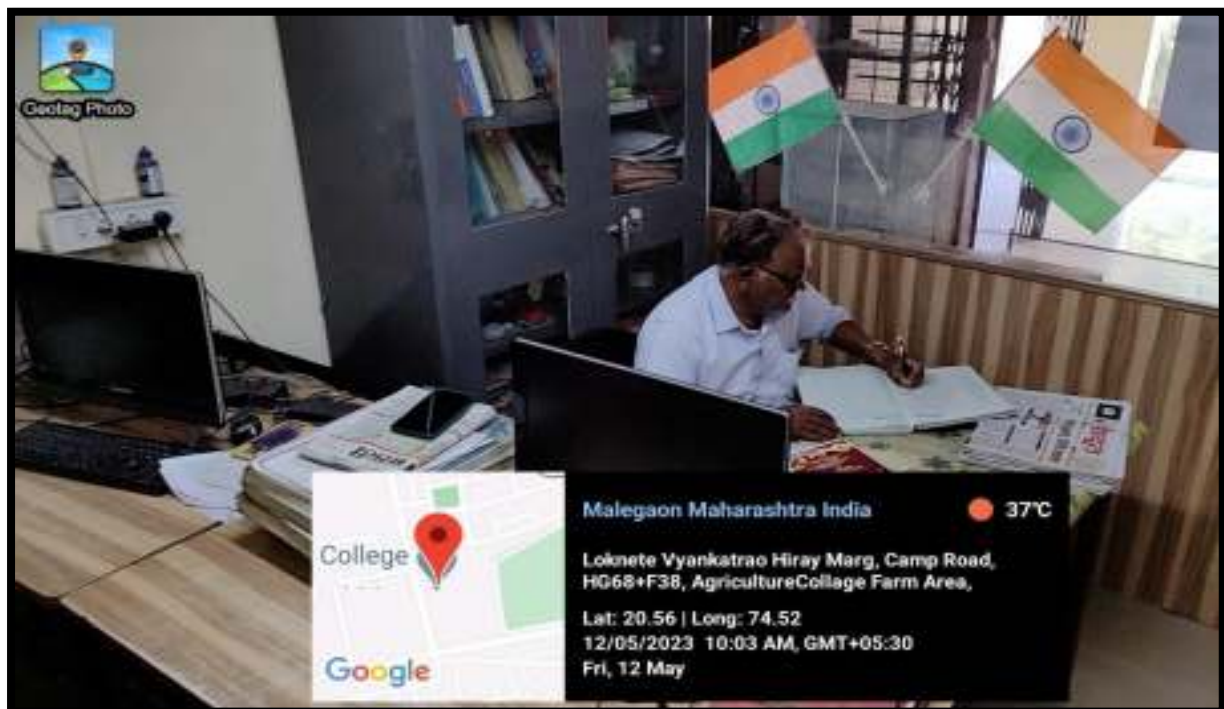 Geotag Photo
College
Google
Malegaon Maharashtra India
37°C
Loknete Vyankatrao Hiray Marg, Camp Road,
HG68+F38, AgricultureCollage Farm Area,
Lat: 20.56 | Long: 74.52
12/05/2023 10:03 AM, GMT+05:30
Fri, 12 May